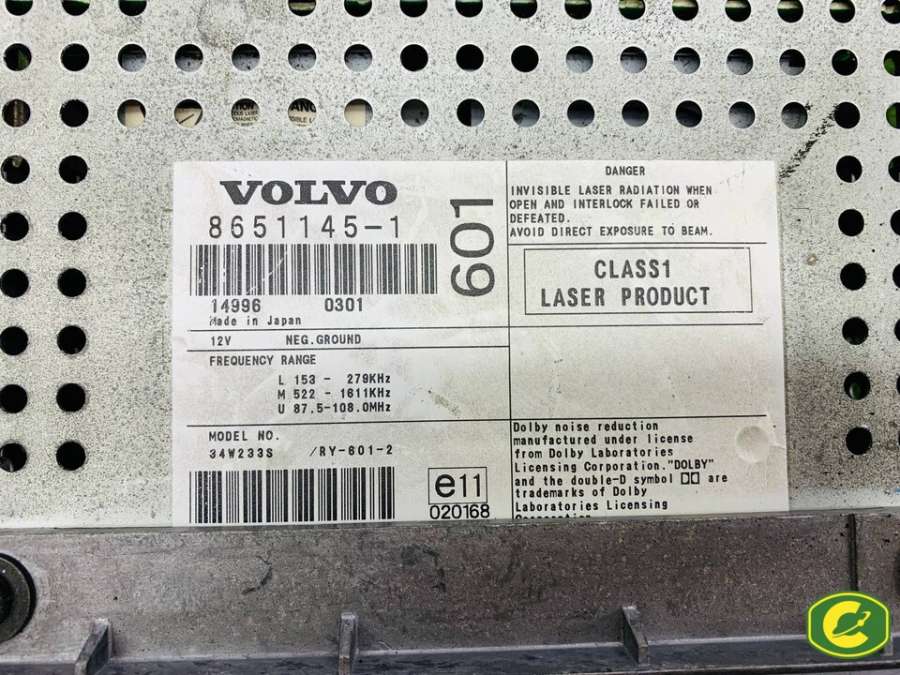 VOLVO
8651145-1
601
14996 0301
Made in Japan
12V NEG.GROUND
FREQUENCY RANGE
L 153 - 279KHz
M 522 - 1611KHz
U 87.5-108.0MHz
MODEL NO.
34W233S /RY-601-2
e11
020168
DANGER
INVISIBLE LASER RADIATION WHEN
OPEN AND INTERLOCK FAILED OR
DEFEATED.
AVOID DIRECT EXPOSURE TO BEAM.
CLASS1
LASER PRODUCT
Dolby noise reduction
manufactured under license
from Dolby Laboratories
Licensing Corporation."DOLBY"
and the double-D symbol are
trademarks of Dolby
Laboratories Licensing